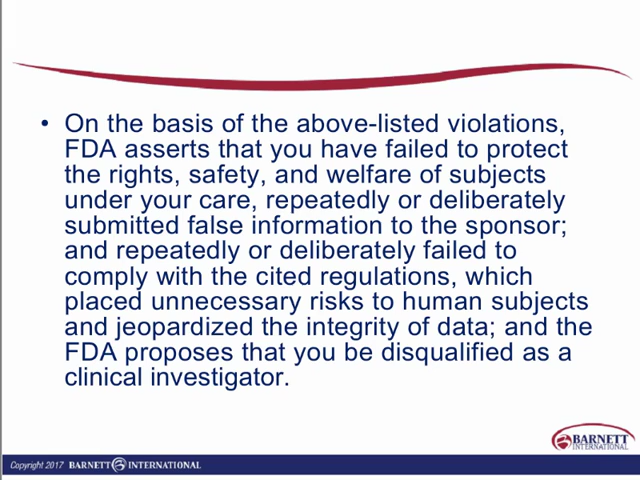 • On the basis of the above-listed violations,
FDA asserts that you have failed to protect
the rights, safety, and welfare of subjects
under your care, repeatedly or deliberately
submitted false information to the sponsor;
and repeatedly or deliberately failed to
comply with the cited regulations, which
placed unnecessary risks to human subjects
and jeopardized the integrity of data; and the
FDA proposes that you be disqualified as a
clinical investigator.
BARNETT
INTERNATIONAL
Copyright 2017 BARNETT INTERNATIONAL